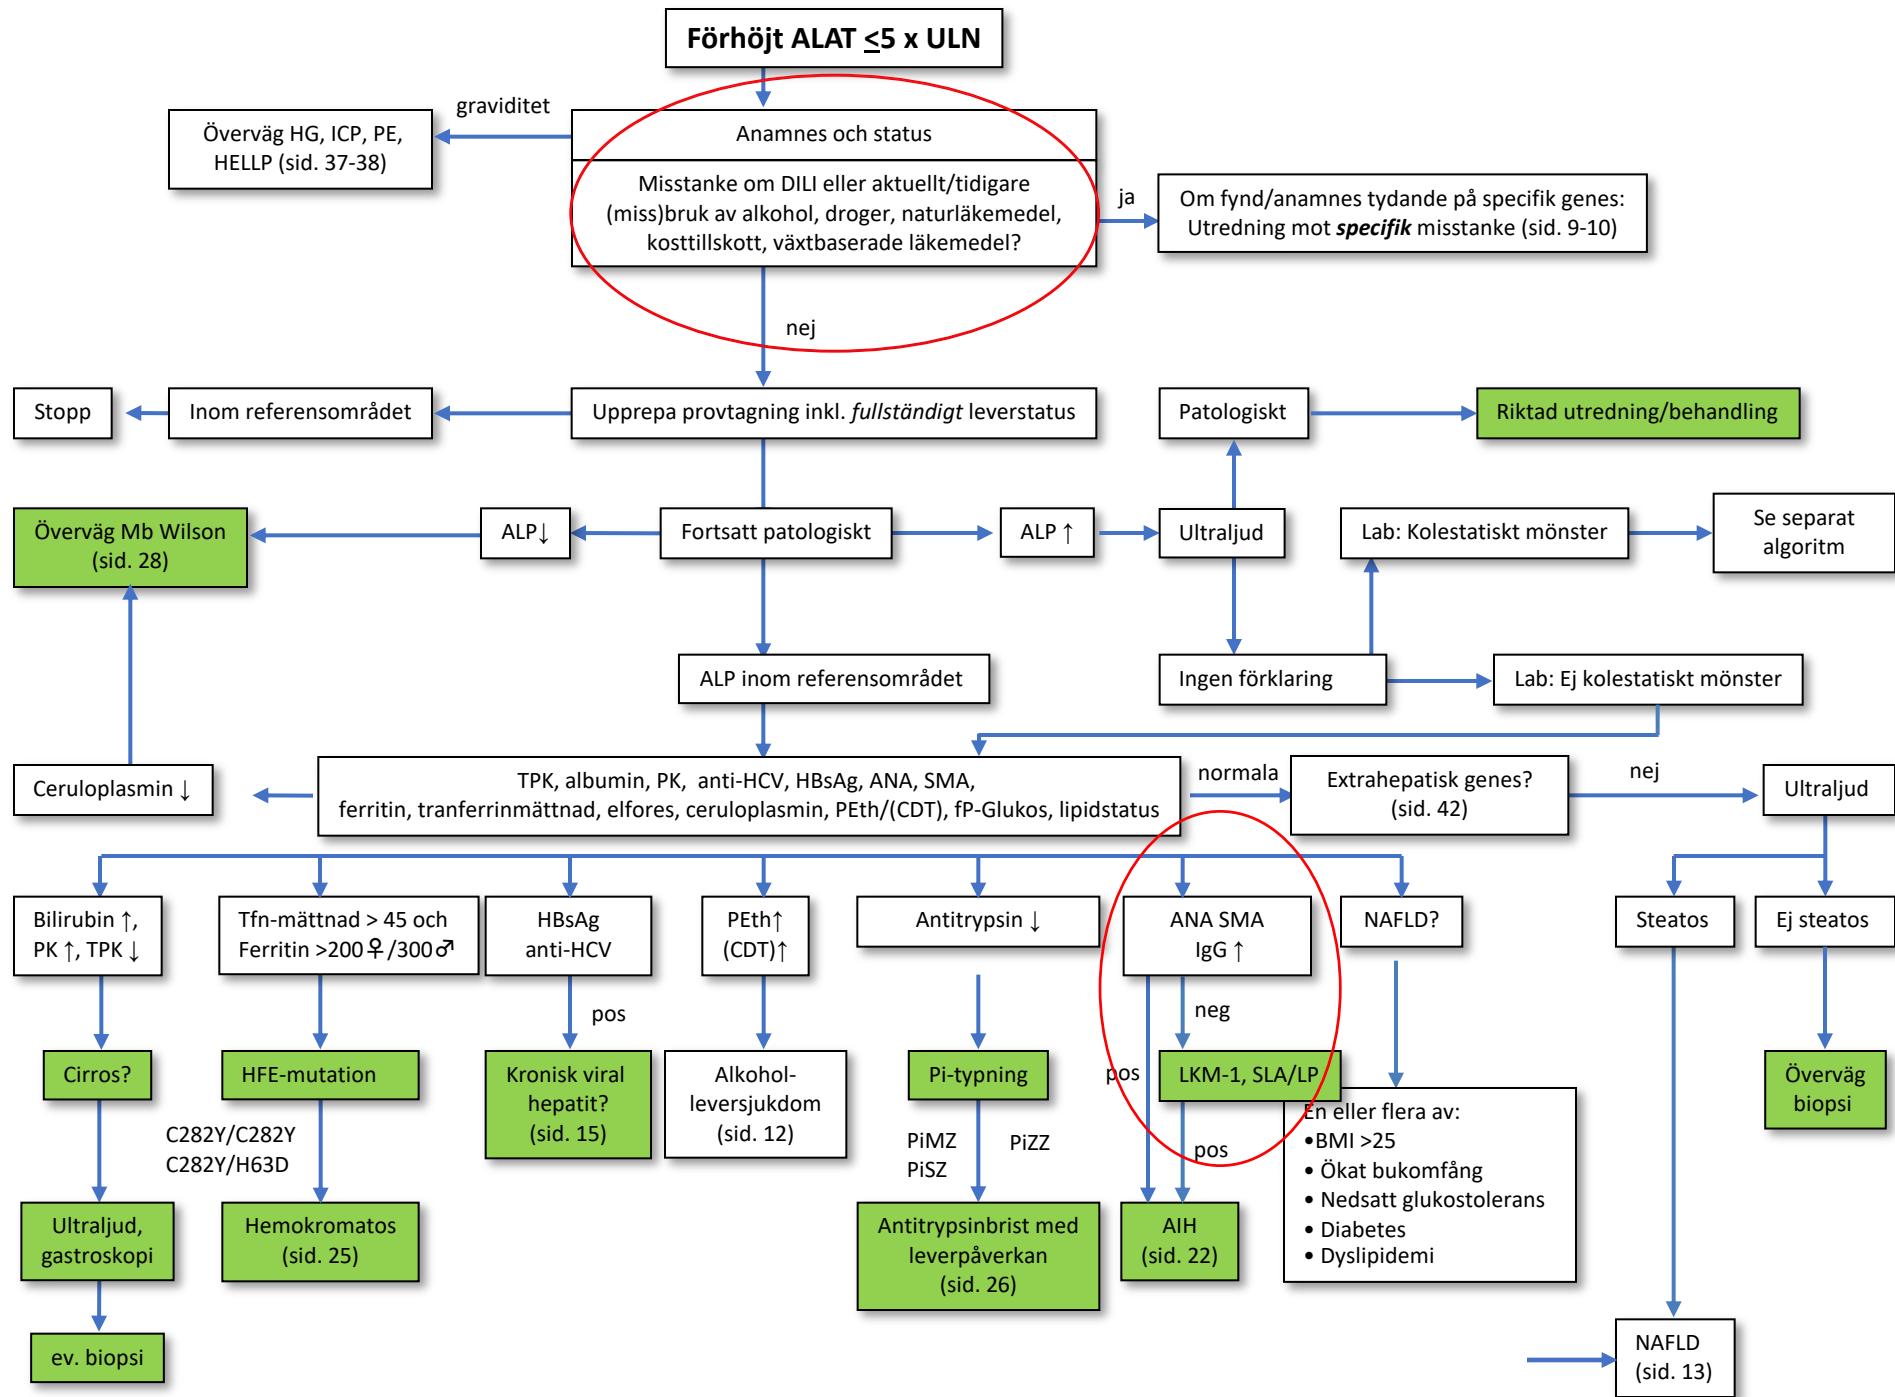 Förhöjt ALAT ≤5 x ULN
graviditet
Överväg HG, ICP, PE,
HELLP (sid. 37-38)
Anamnes och status
Misstanke om DILI eller aktuellt/tidigare
(miss)bruk av alkohol, droger, naturläkemedel,
kosttillskott, växtbaserade läkemedel?
ja
Om fynd/anamnes tydande på specifik genes:
Utredning mot specifik misstanke (sid. 9-10)
nej
Stopp
Inom referensområdet
Upprepa provtagning inkl. fullständigt leverstatus
Patologiskt
Riktad utredning/behandling
Överväg Mb Wilson
(sid. 28)
ALP↓
Fortsatt patologiskt
ALP ↑
Ultraljud
Lab: Kolestatiskt mönster
Se separat
algoritm
ALP inom referensområdet
Ingen förklaring
Lab: Ej kolestatiskt mönster
Ceruloplasmin ↓
TPK, albumin, PK, anti-HCV, HBsAg, ANA, SMA,
ferritin, tranferrinmättnad, elfores, ceruloplasmin, PEth/(CDT), fP-Glukos, lipidstatus
normala
Extrahepatisk genes?
(sid. 42)
nej
Ultraljud
Bilirubin ↑,
PK ↑, TPK ↓
Tfn-mättnad > 45 och
Ferritin >200♀/300♂
HBsAg
anti-HCV
PEth↑
(CDT)↑
Antitrypsin ↓
ANA SMA
IgG ↑
NAFLD?
Steatos
Ej steatos
pos
neg
Cirros?
HFE-mutation
Kronisk viral
hepatit?
(sid. 15)
Alkohol-
leversjukdom
(sid. 12)
Pi-typning
pos
LKM-1, SLA/LP
Överväg
biopsi
C282Y/C282Y
C282Y/H63D
PiMZ
PiSZ
PiZZ
pos
En eller flera av:
•BMI >25
• Ökat bukomfång
• Nedsatt glukostolerans
• Diabetes
• Dyslipidemi
Ultraljud,
gastroskopi
Hemokromatos
(sid. 25)
Antitrypsinbrist med
leverpåverkan
(sid. 26)
AIH
(sid. 22)
ev. biopsi
NAFLD
(sid. 13)